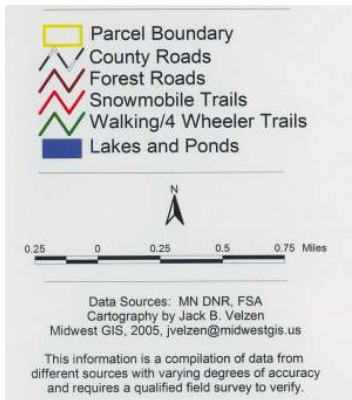 Parcel Boundary
County Roads
Forest Roads
Snowmobile Trails
Walking/4 Wheeler Trails
Lakes and Ponds
N
0.25 0 0.25 0.5 0.75 Miles
Data Sources: MN DNR, FSA
Cartography by Jack B. Velzen
Midwest GIS, 2005, jvelzen@midwestgis.us
This information is a compilation of data from
different sources with varying degrees of accuracy
and requires a qualified field survey to verify.